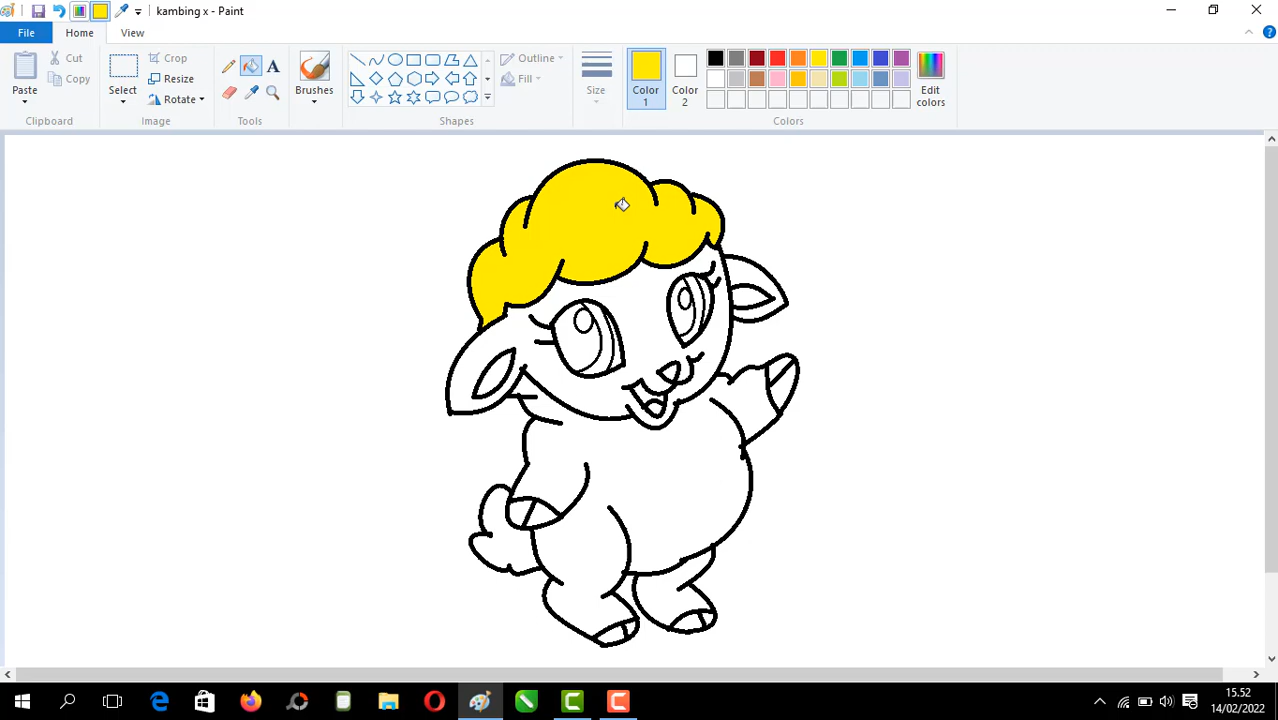 kambing x - Paint
File
Home
View
Paste
Cut
Copy
Clipboard
Select
Crop
Resize
Rotate
Image
A
Tools
Brushes
Outline
Fill
Shapes
Size
Color
1
Color
2
Edit
colors
Colors
15.52
14/02/2022